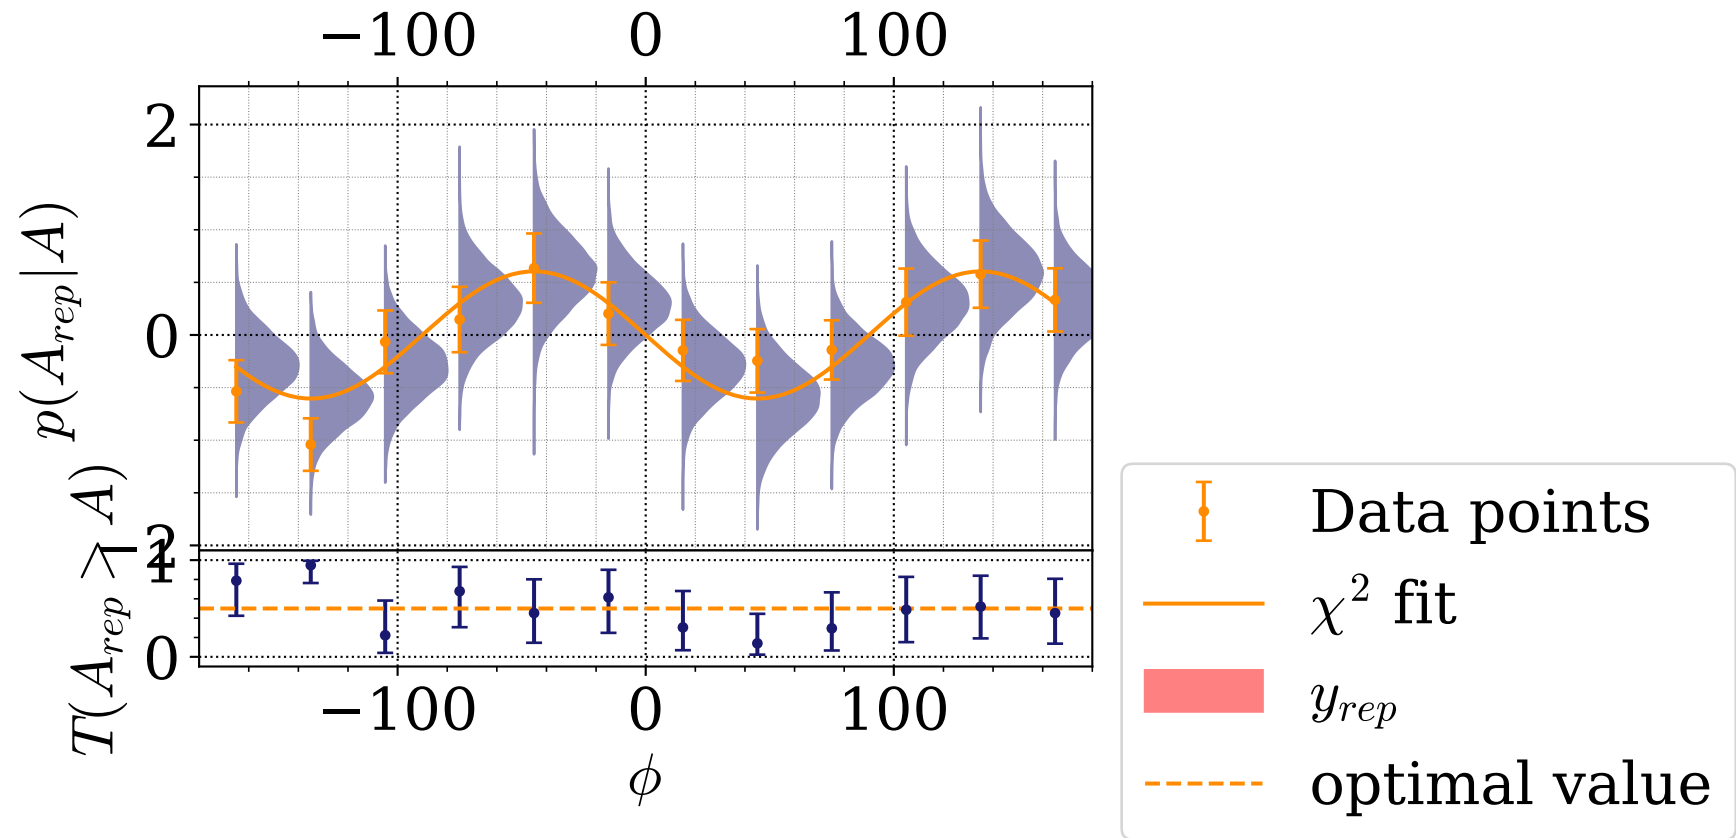 −100 0 100
2
0
−2
p(A_rep|A)
1
0
T(A_rep > A)
−100 0 100
ϕ
Data points
χ² fit
y_rep
optimal value